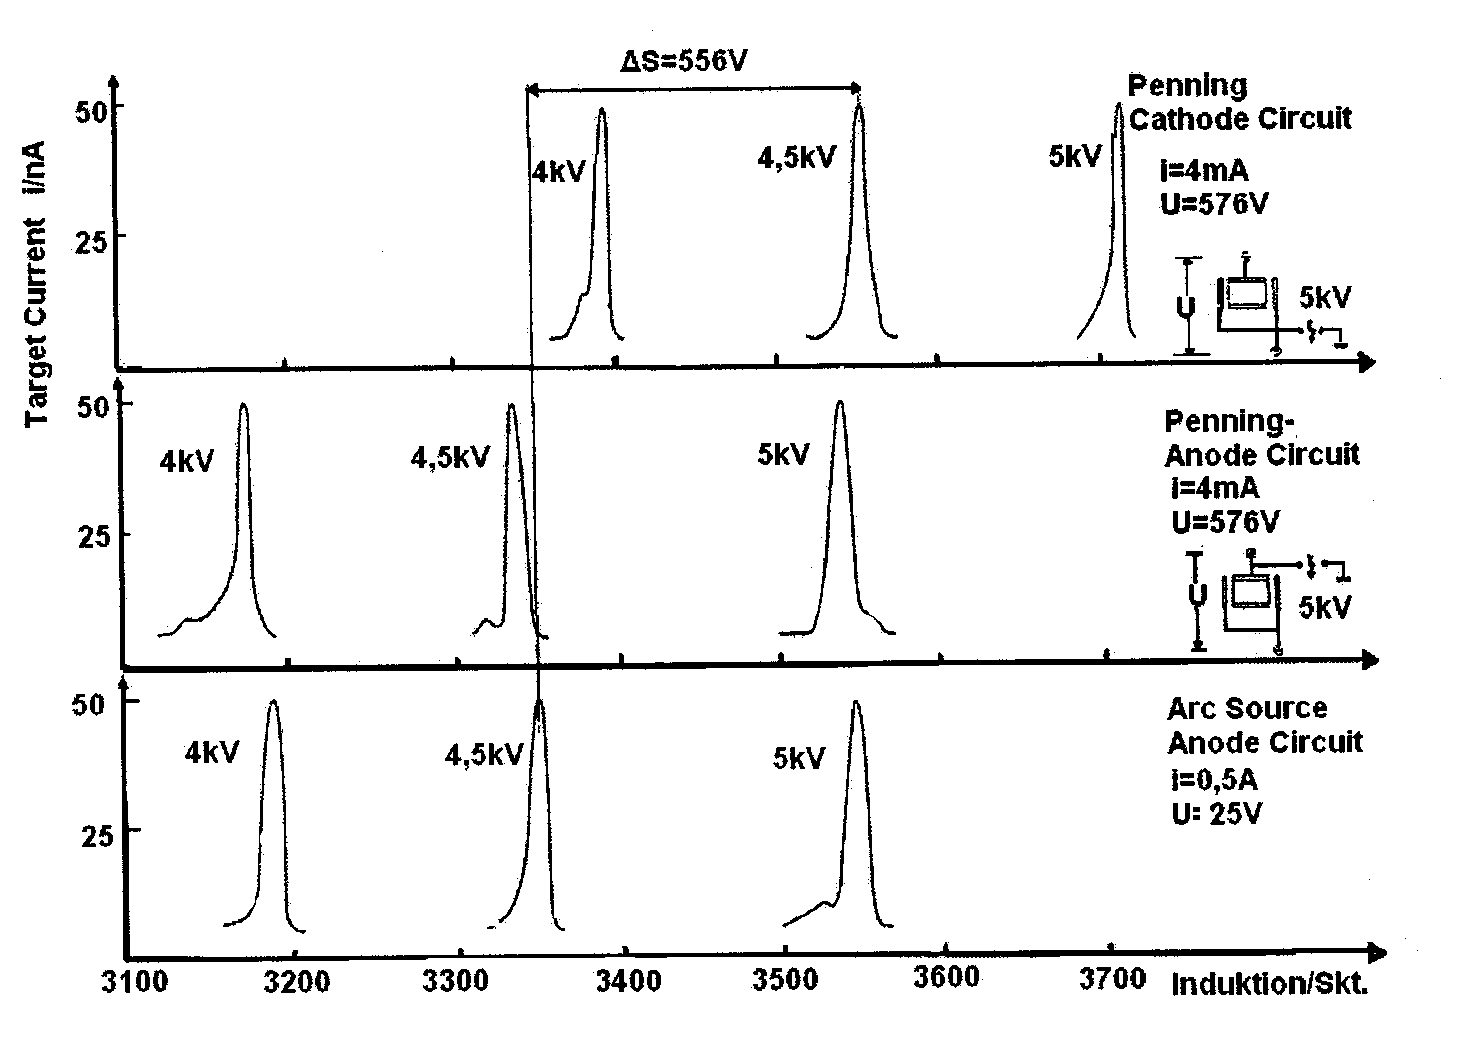 ΔS=556V
Penning
Cathode Circuit
i=4mA
U=576V
50
25
4kV
4,5kV
5kV
U
5kV
Target Current i/nA
50
25
4kV
4,5kV
5kV
Penning-
Anode Circuit
i=4mA
U=576V
U
5kV
50
25
4kV
4,5kV
5kV
Arc Source
Anode Circuit
i=0,5A
U= 25V
3100
3200
3300
3400
3500
3600
3700
Induktion/Skt.